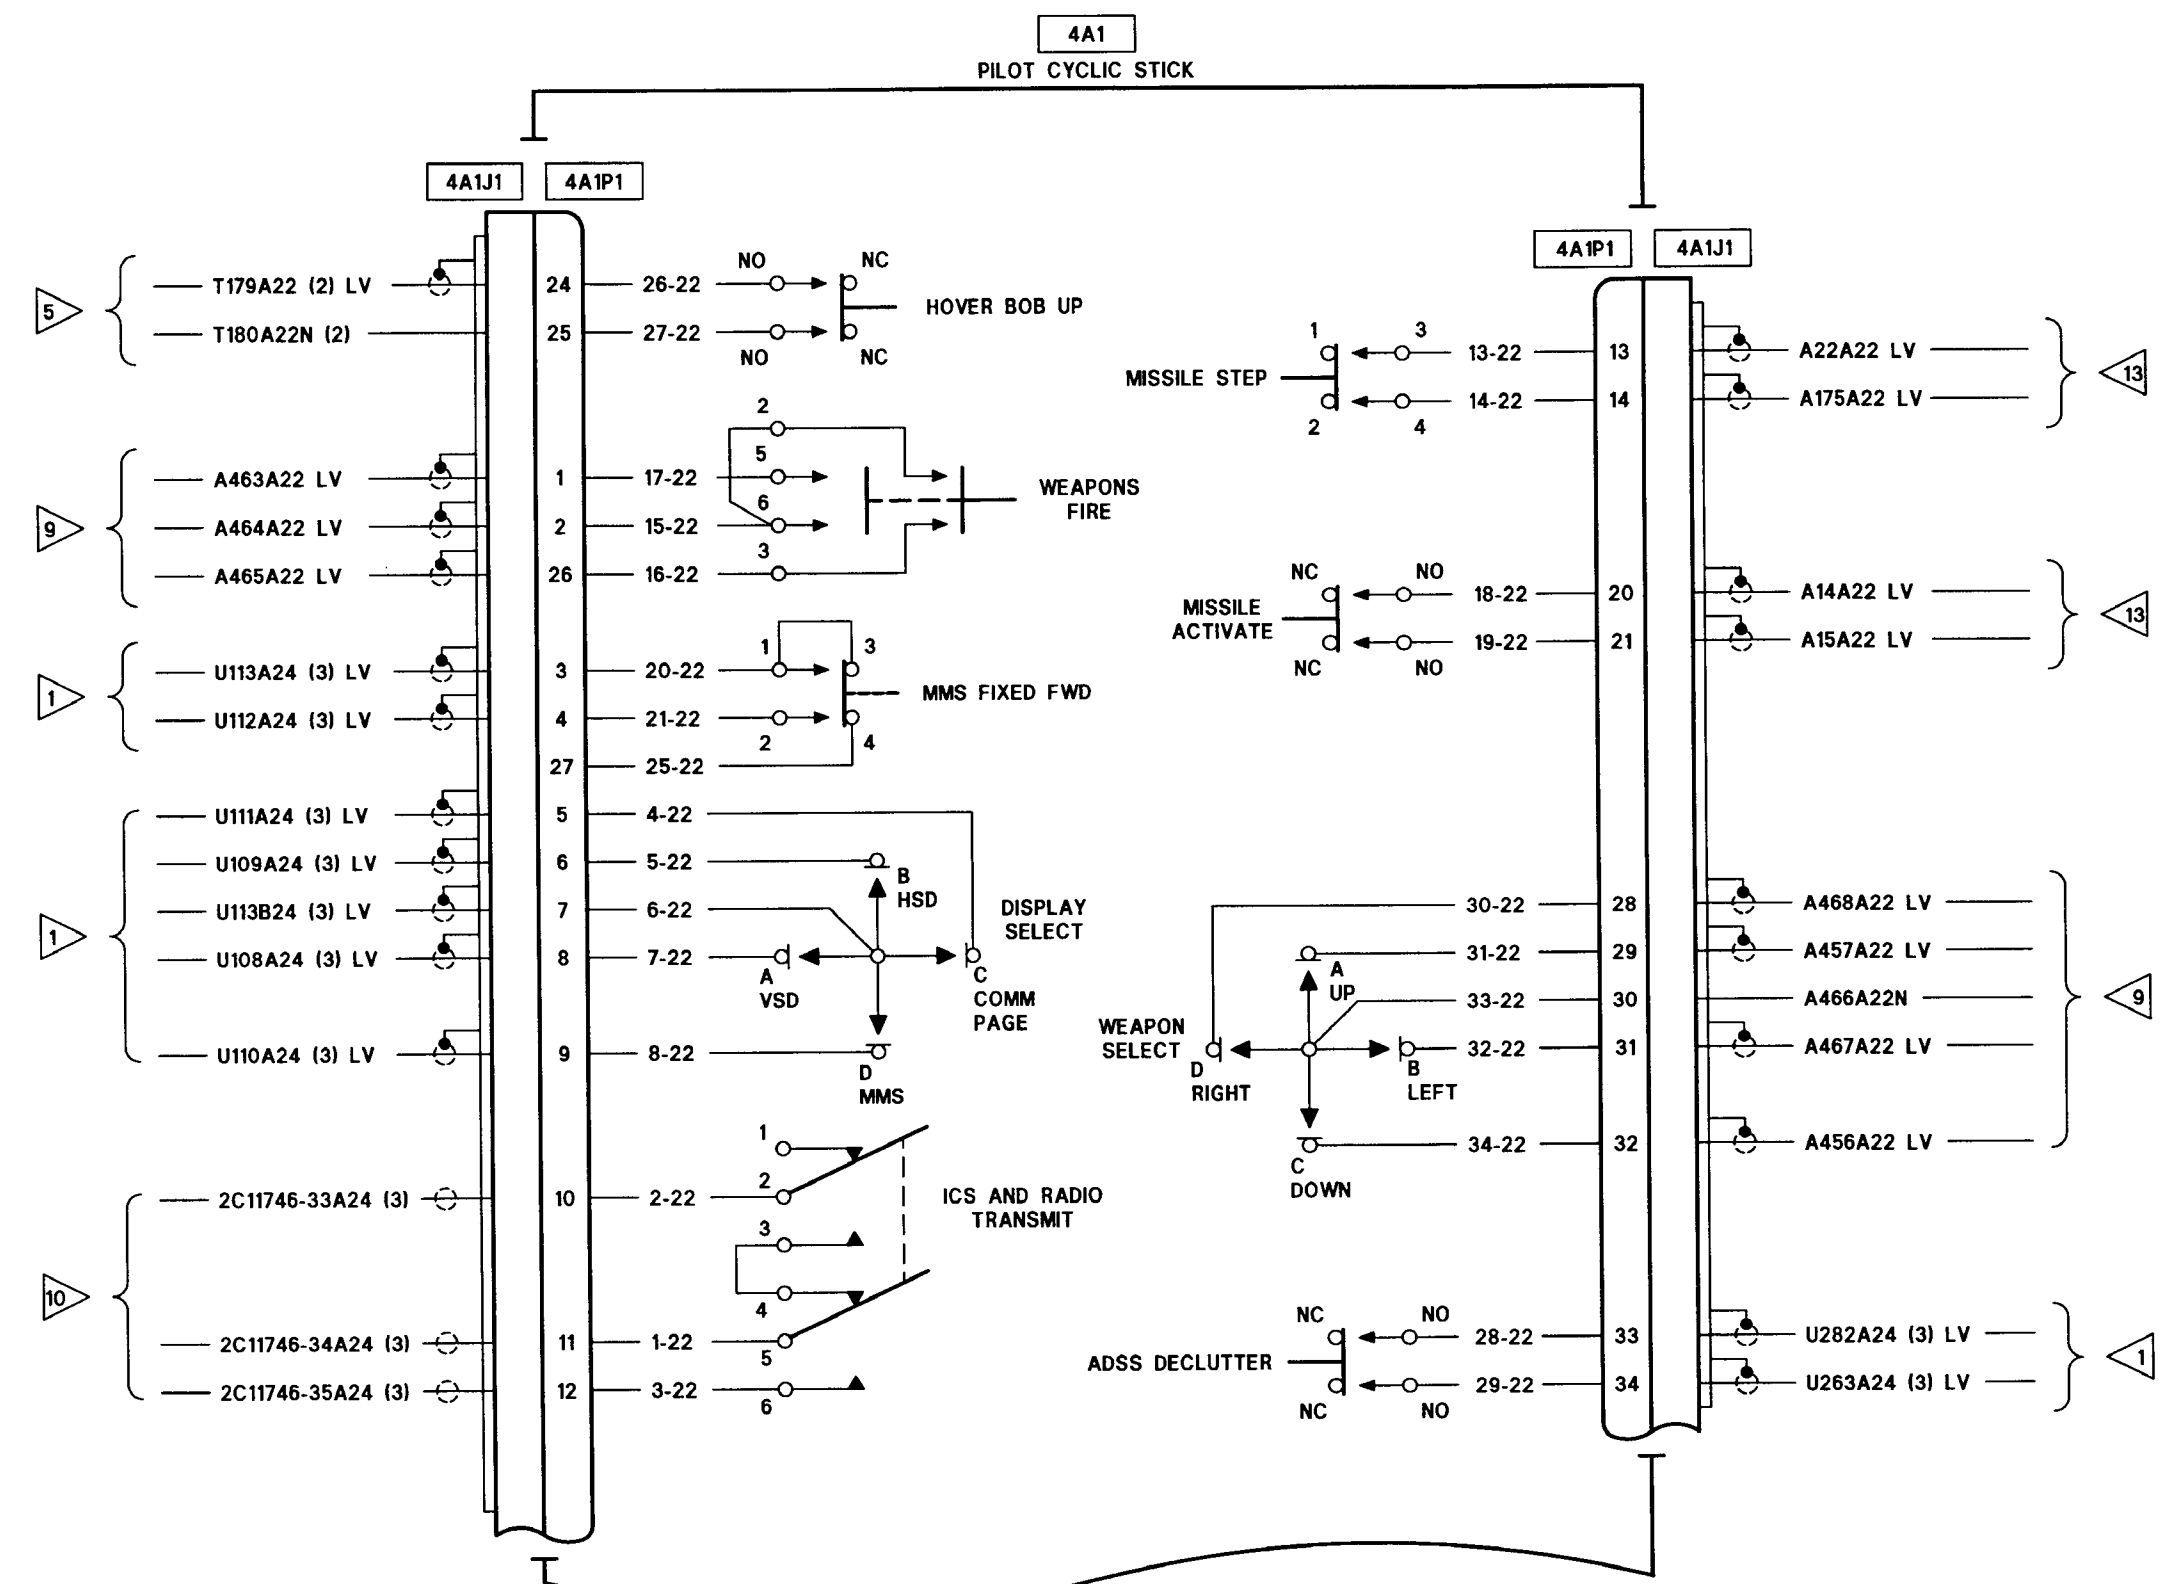 4A1
PILOT CYCLIC STICK
4A1J1 4A1P1
4A1P1 4A1J1
5
T179A22 (2) LV 24 26-22 NO NC
HOVER BOB UP
T180A22N (2) 25 27-22 NO NC
9
A463A22 LV 1 17-22
A464A22 LV 2 15-22
A465A22 LV 26 16-22
2
5
6
3
WEAPONS
FIRE
1
U113A24 (3) LV 3 20-22 1 3
MMS FIXED FWD
U112A24 (3) LV 4 21-22 2 4
27 25-22
1
U111A24 (3) LV 5 4-22
U109A24 (3) LV 6 5-22
U113B24 (3) LV 7 6-22
U108A24 (3) LV 8 7-22
U110A24 (3) LV 9 8-22
B
HSD
DISPLAY
SELECT
A
VSD
C
COMM
PAGE
D
MMS
10
2C11746-33A24 (3) 10 2-22
2C11746-34A24 (3) 11 1-22
2C11746-35A24 (3) 12 3-22
1
2
3
4
5
6
ICS AND RADIO
TRANSMIT
1 3 13-22 13 A22A22 LV
MISSILE STEP
13
2 4 14-22 14 A175A22 LV
NC NO 18-22 20 A14A22 LV
MISSILE
ACTIVATE
13
NC NO 19-22 21 A15A22 LV
30-22 28 A468A22 LV
31-22 29 A457A22 LV
33-22 30 A466A22N
32-22 31 A467A22 LV
34-22 32 A456A22 LV
9
A
UP
WEAPON
SELECT
D
RIGHT
B
LEFT
C
DOWN
NC NO 28-22 33 U282A24 (3) LV
ADSS DECLUTTER
1
NC NO 29-22 34 U263A24 (3) LV